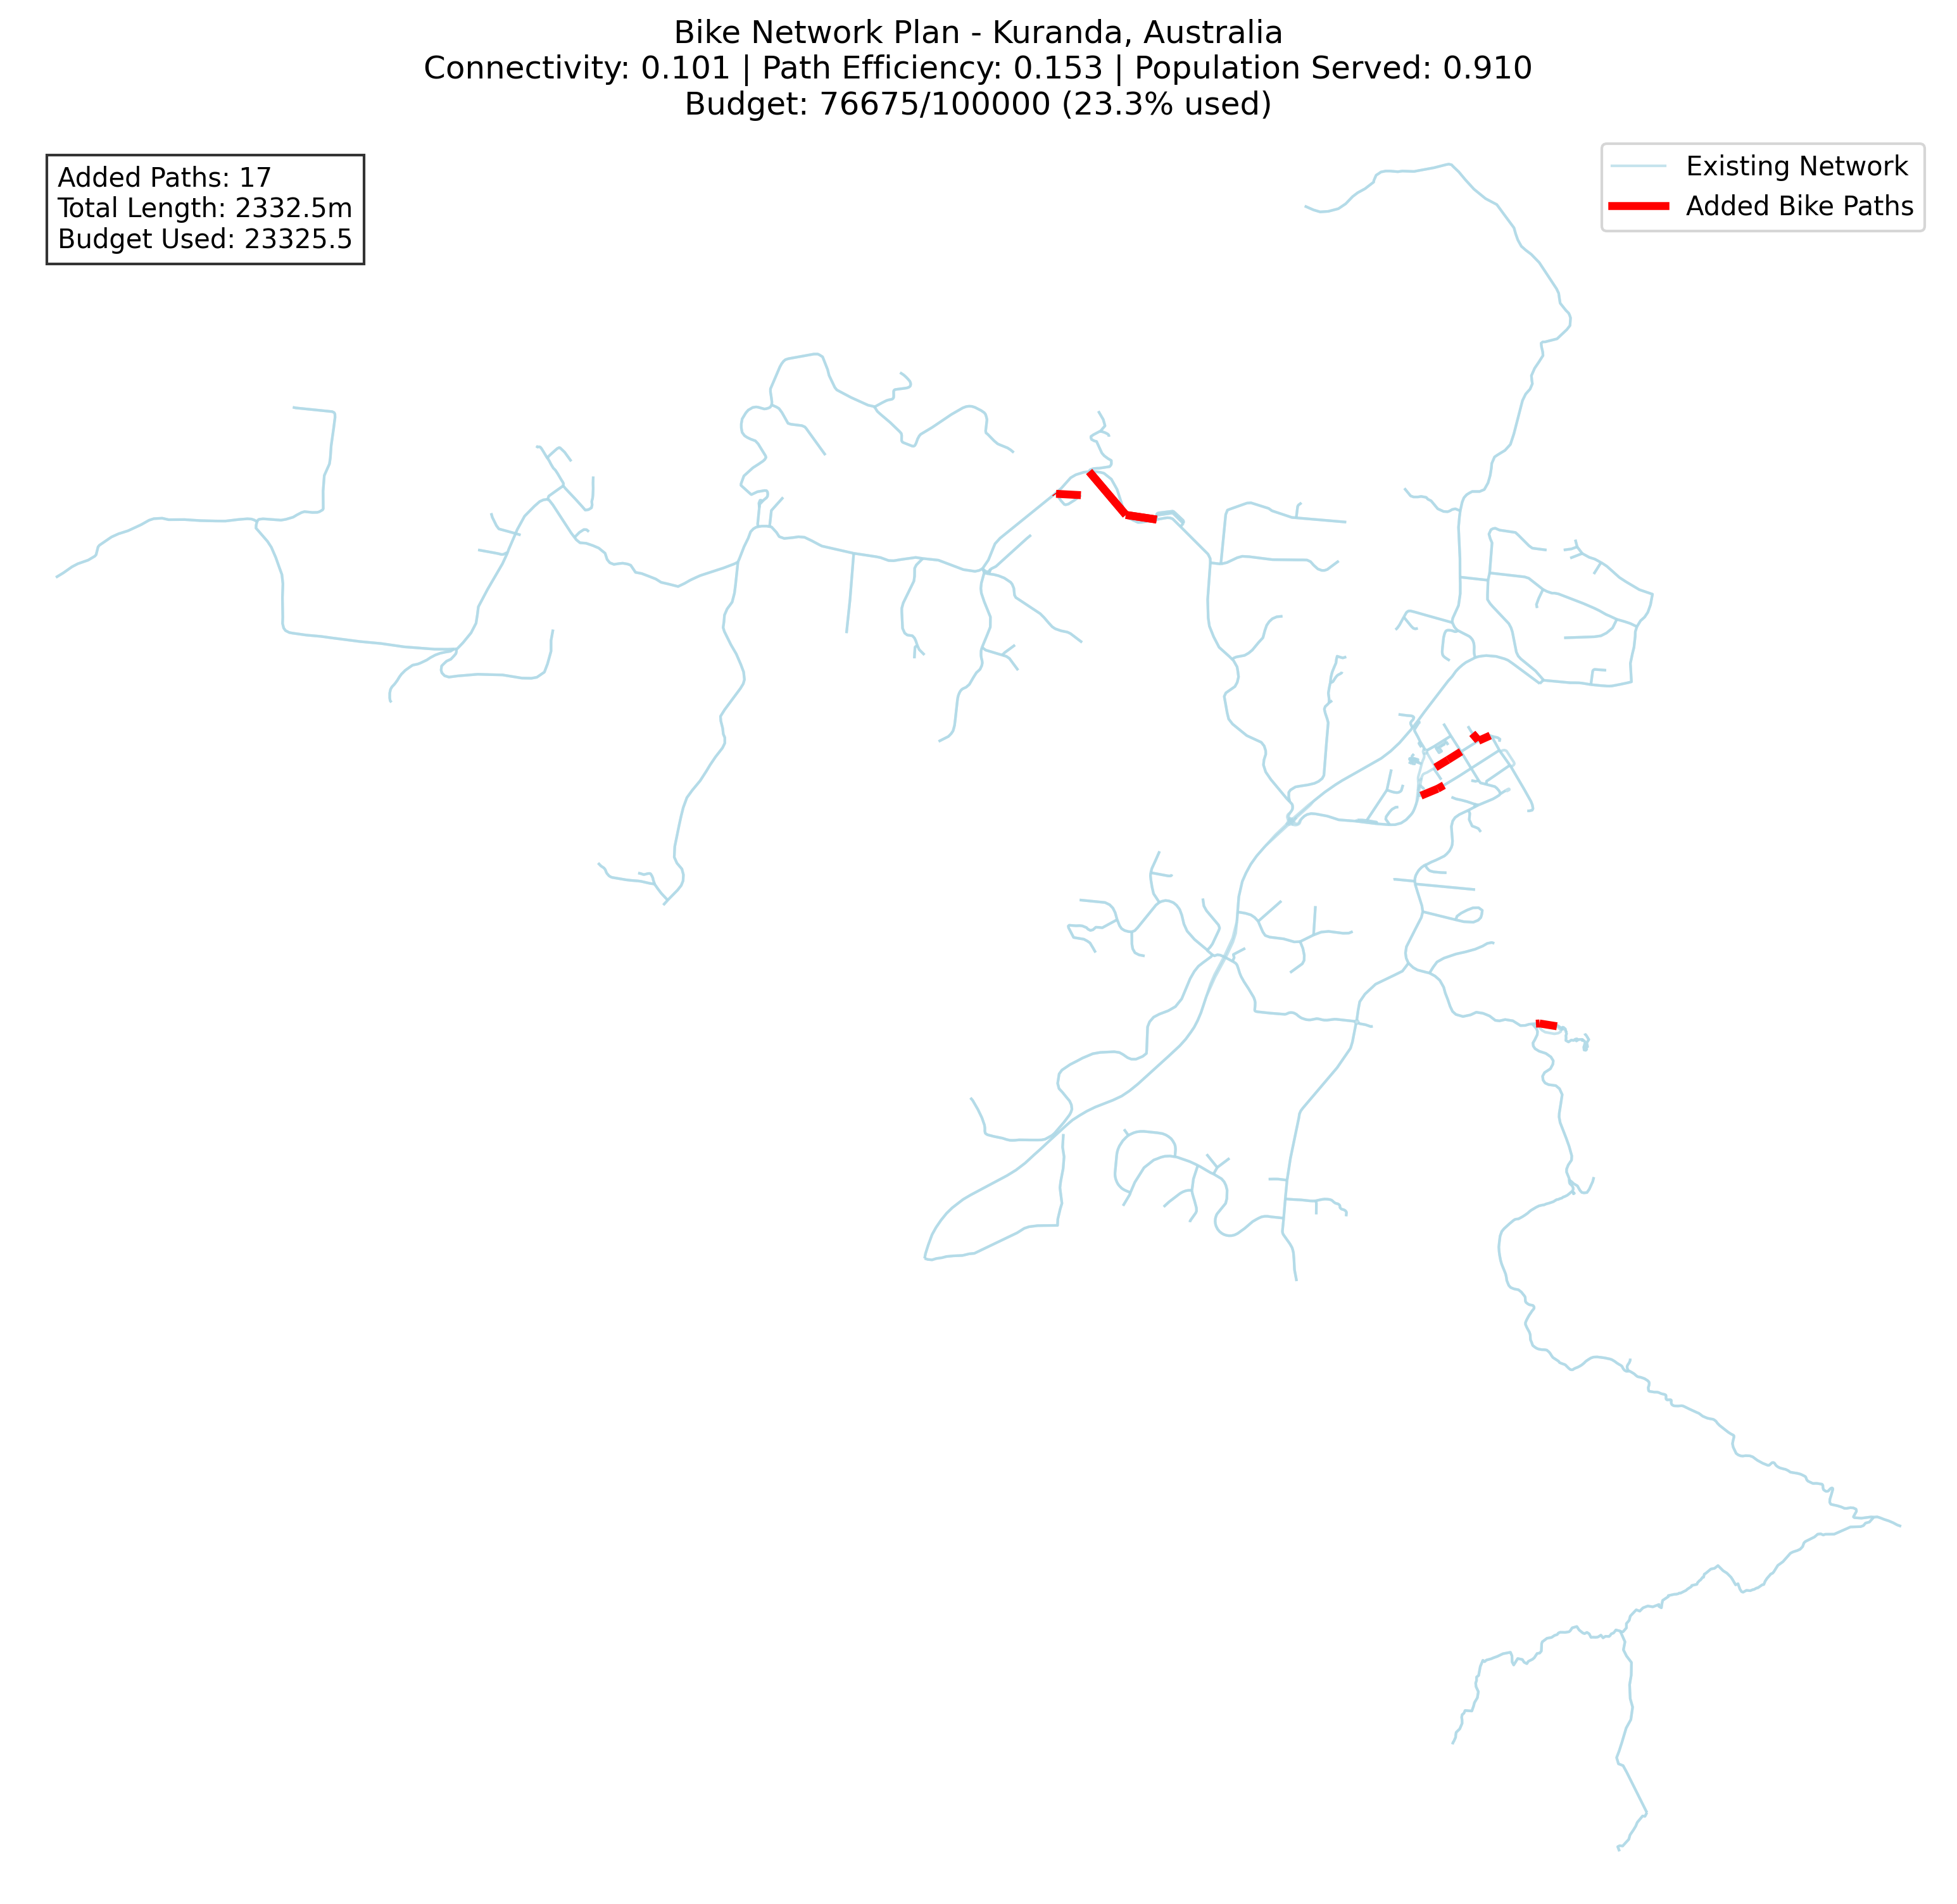 Bike Network Plan - Kuranda, Australia
Connectivity: 0.101 | Path Efficiency: 0.153 | Population Served: 0.910
Budget: 76675/100000 (23.3% used)
Added Paths: 17
Total Length: 2332.5m
Budget Used: 23325.5
Existing Network
Added Bike Paths